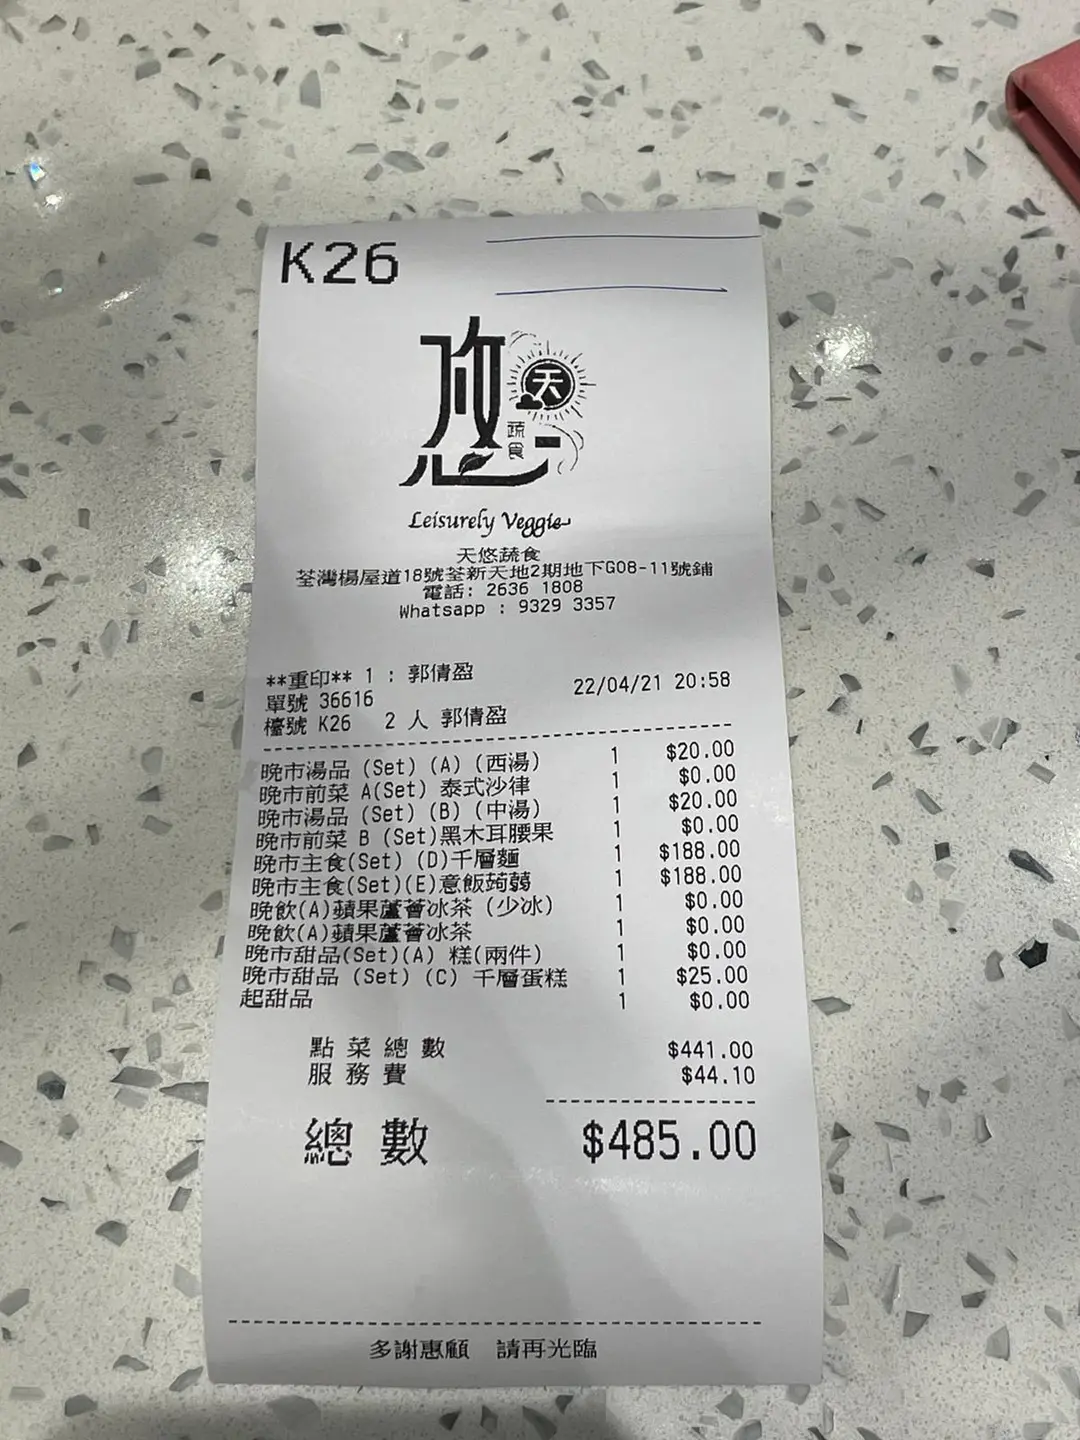 K26
悠 天 蔬食
Leisurely Veggie
天悠蔬食
荃灣楊屋道18號荃新天地2期地下G08-11號鋪
電話: 2636 1808
Whatsapp : 9329 3357
**重印** 1 : 郭倩盈
單號 36616 22/04/21 20:58
檯號 K26 2 人 郭倩盈
晚市湯品 (Set) (A) (西湯) 1 $20.00
晚市前菜 A(Set) 泰式沙律 1 $0.00
晚市湯品 (Set) (B) (中湯) 1 $20.00
晚市前菜 B (Set)黑木耳腰果 1 $0.00
晚市主食(Set) (D)千層麵 1 $188.00
晚市主食(Set)(E)意飯蒟蒻 1 $188.00
晚飲(A)蘋果蘆薈冰茶 (少冰) 1 $0.00
晚飲(A)蘋果蘆薈冰茶 1 $0.00
晚市甜品(Set)(A) 糕(兩件) 1 $0.00
晚市甜品 (Set) (C) 千層蛋糕 1 $25.00
起甜品 1 $0.00
點菜總數 $441.00
服務費 $44.10
總數 $485.00
多謝惠顧 請再光臨